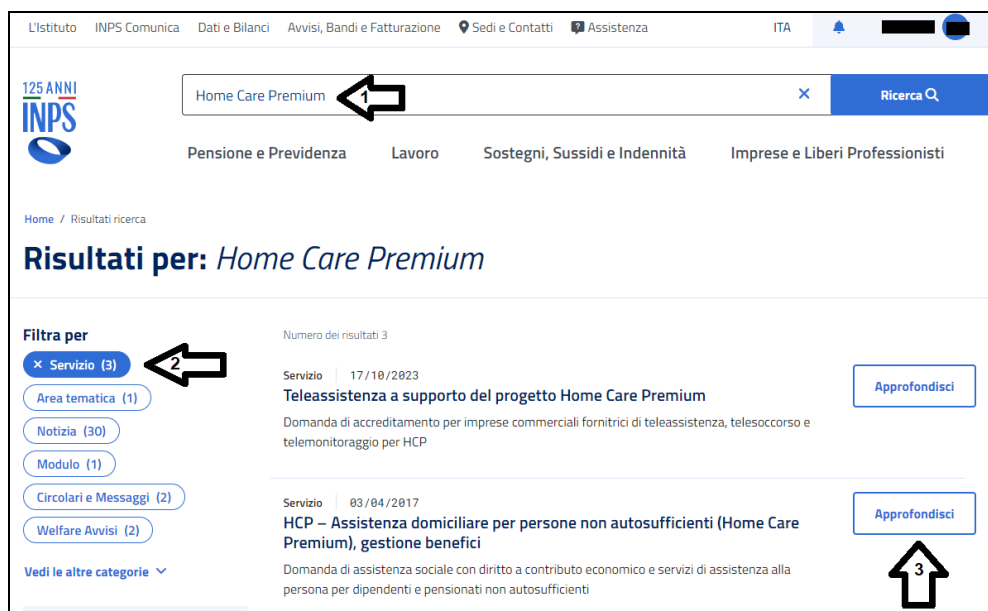 L'Istituto INPS Comunica Dati e Bilanci Avvisi, Bandi e Fatturazione Sedi e Contatti Assistenza ITA
125 ANNI
INPS
Home Care Premium 1 × Ricerca
Pensione e Previdenza Lavoro Sostegni, Sussidi e Indennità Imprese e Liberi Professionisti
Home / Risultati ricerca
Risultati per: Home Care Premium
Filtra per
× Servizio (3) 2
Area tematica (1)
Notizia (30)
Modulo (1)
Circolari e Messaggi (2)
Welfare Avvisi (2)
Vedi le altre categorie
Numero dei risultati 3
Servizio 17/10/2023
Teleassistenza a supporto del progetto Home Care Premium
Domanda di accreditamento per imprese commerciali fornitrici di teleassistenza, telesoccorso e
telemonitoraggio per HCP
Approfondisci
Servizio 03/04/2017
HCP – Assistenza domiciliare per persone non autosufficienti (Home Care
Premium), gestione benefici
Domanda di assistenza sociale con diritto a contributo economico e servizi di assistenza alla
persona per dipendenti e pensionati non autosufficienti
Approfondisci
3